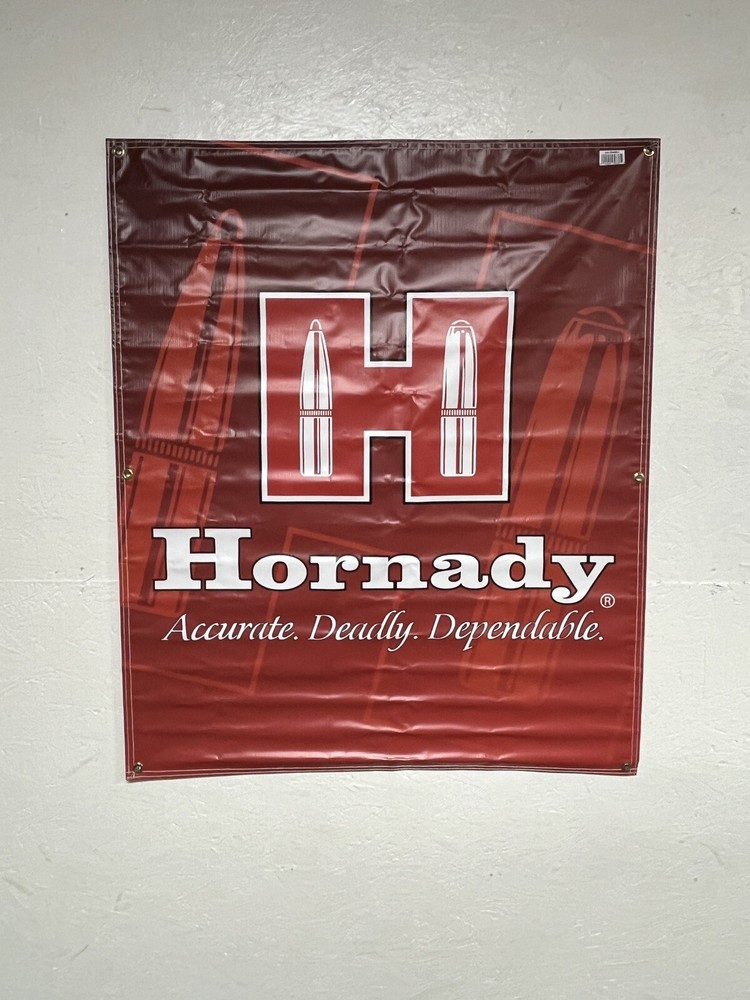 H
Hornady
®
Accurate. Deadly. Dependable.